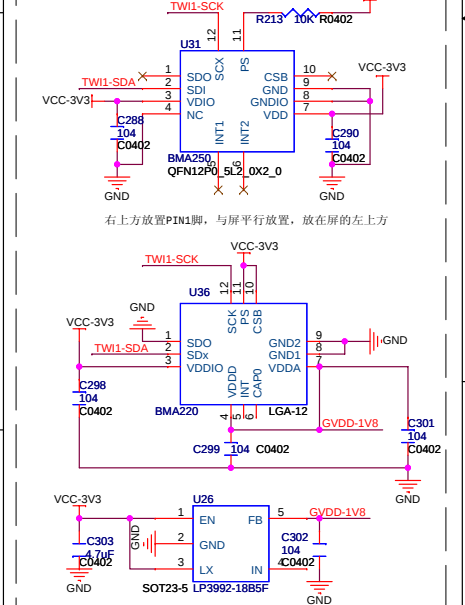 TWI1-SCK
R213 10K R0402
12
11
U31
SCX
PS
1
SDO
CSB
10
VCC-3V3
TWI1-SDA
2
SDI
GND
9
VCC-3V3
3
VDIO
GNDIO
8
4
NC
VDD
7
C288
104
C0402
INT1
INT2
C290
104
C0402
BMA250
5
6
QFN12P0_5L2_0X2_0
GND
GND
右上方放置PIN1脚，与屏平行放置，放在屏的左上方
VCC-3V3
TWI1-SCK
12
11
10
U36
GND
SCK
PS
CSB
VCC-3V3
1
SDO
GND2
9
GND
TWI1-SDA
2
SDx
GND1
8
3
VDDIO
VDDA
7
VDDD
INT
CAP0
C298
104
C0402
BMA220
LGA-12
4
5
6
GVDD-1V8
C301
104
C0402
C299 104 C0402
GND
VCC-3V3
U26
1
EN
FB
5
GVDD-1V8
GND
2
GND
C303
4.7uF
C0402
C302
104
C0402
3
LX
IN
4
GND
SOT23-5 LP3992-18B5F
GND